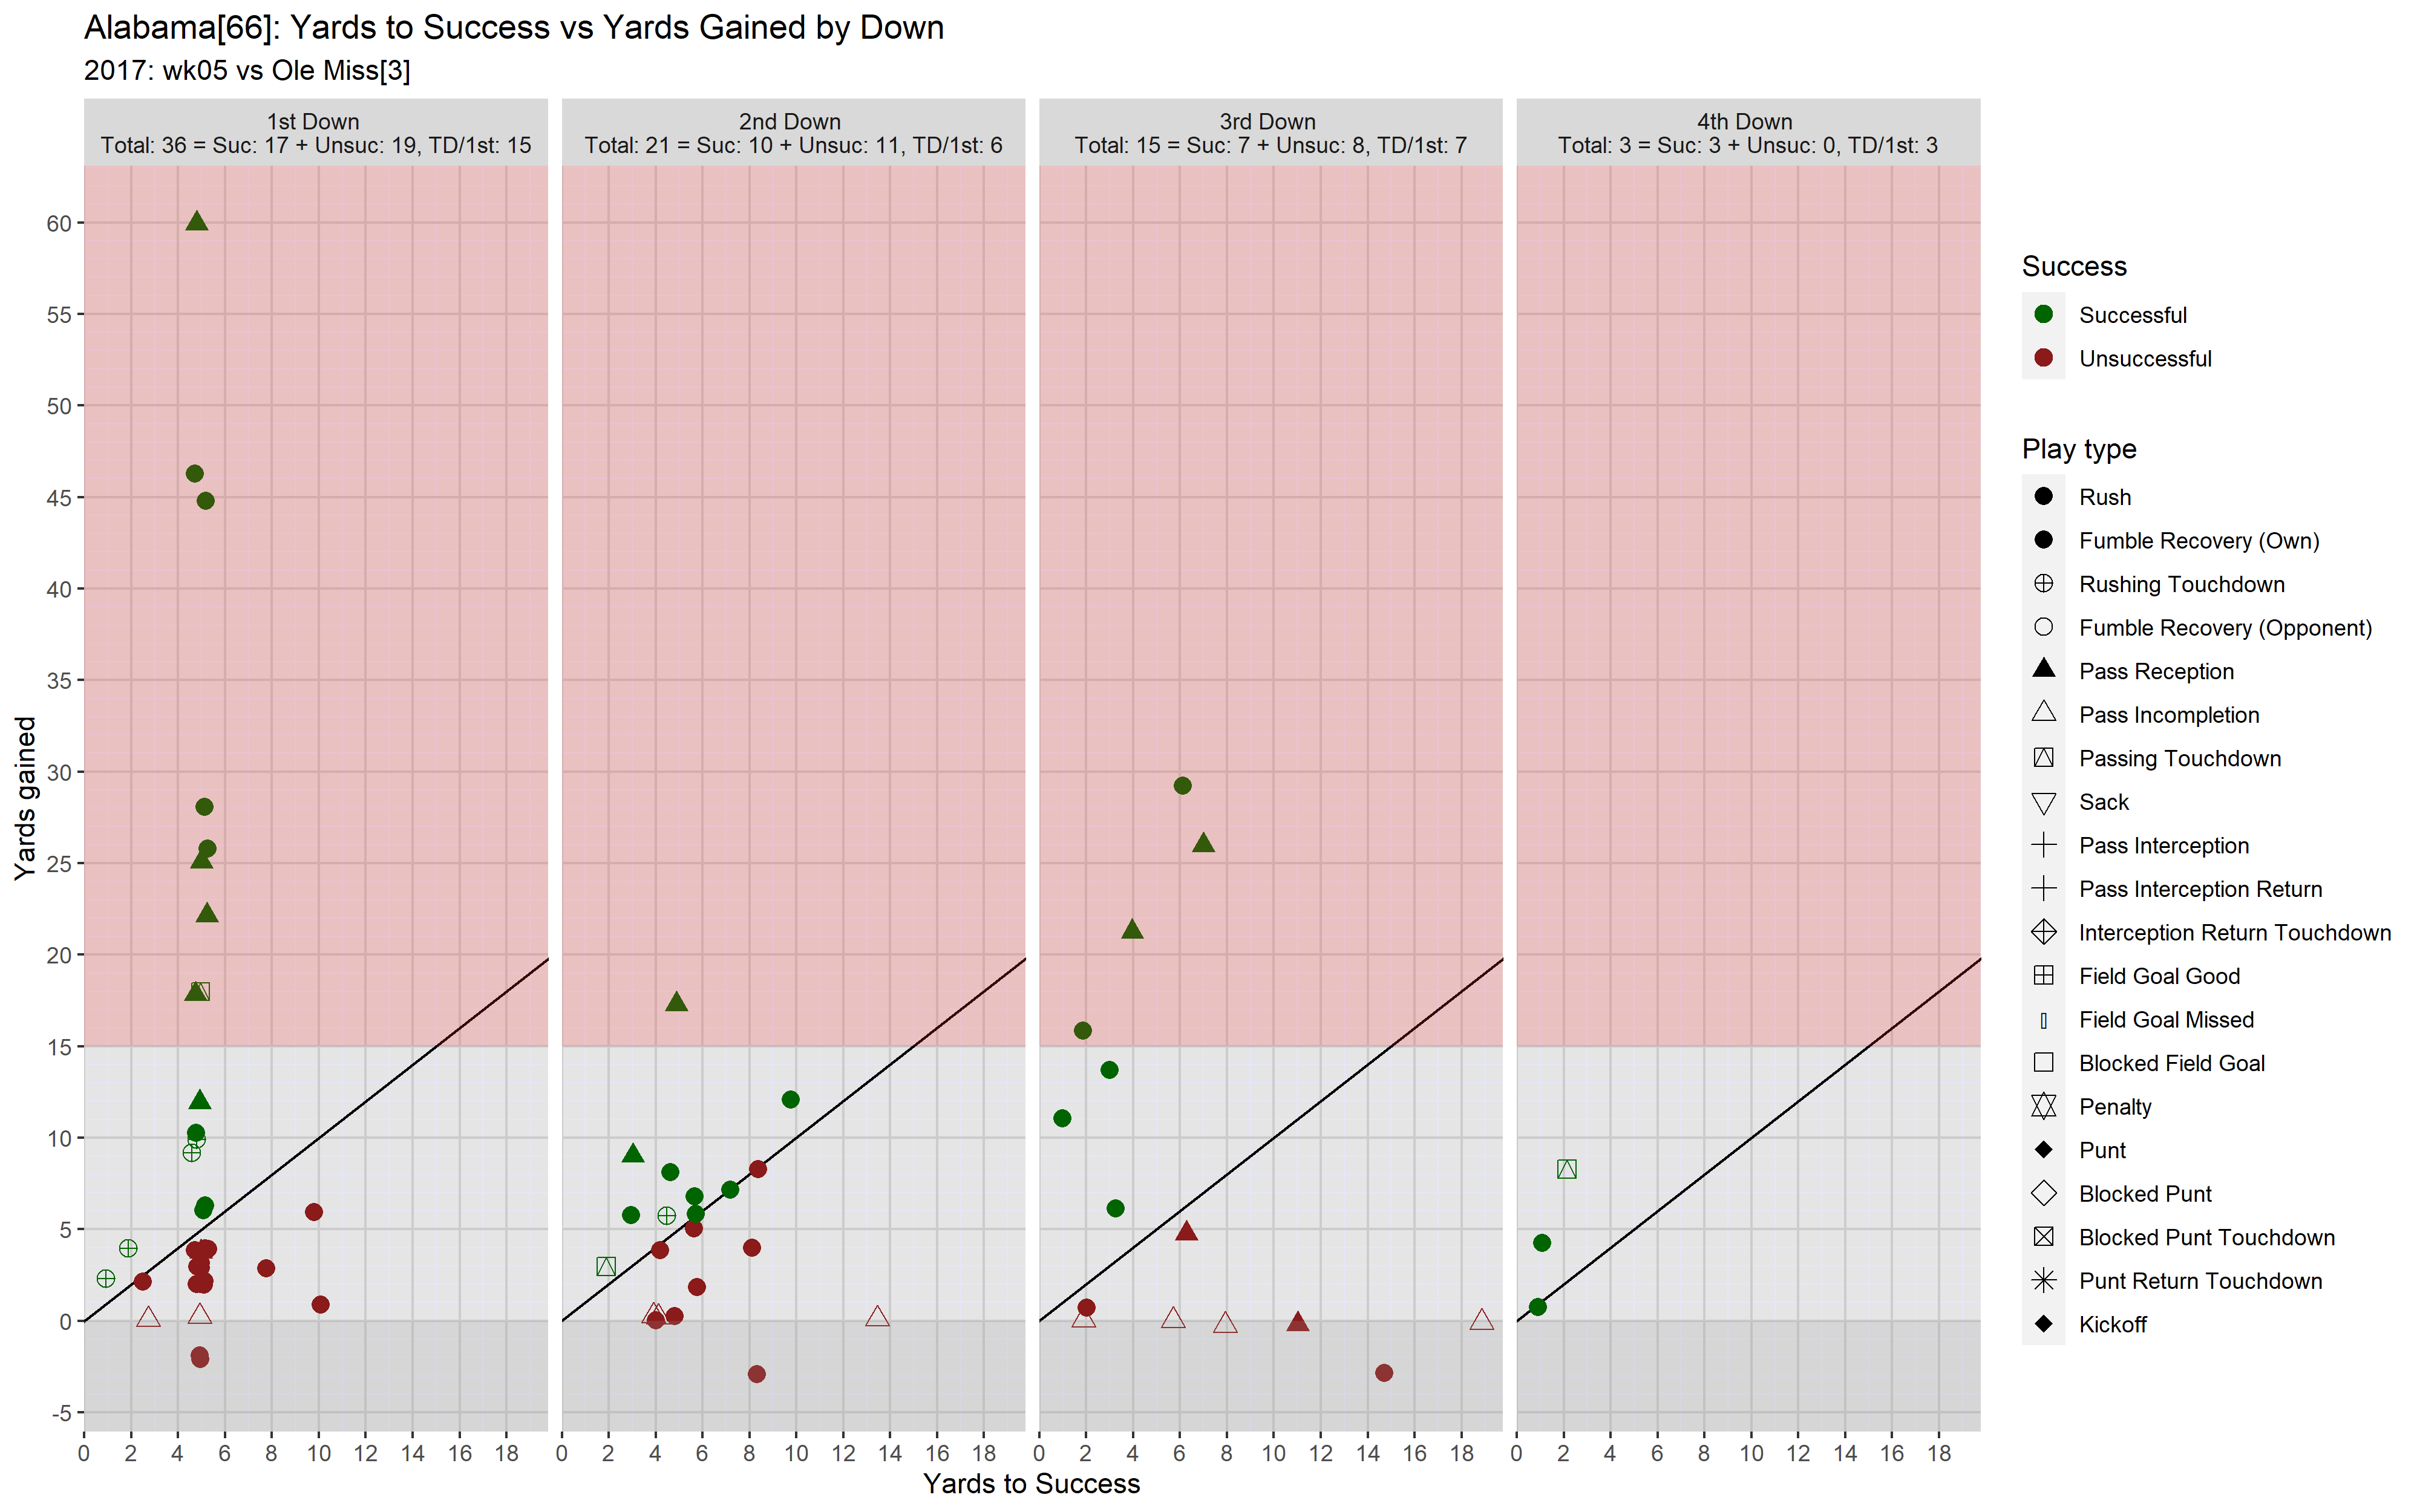 Alabama[66]: Yards to Success vs Yards Gained by Down
2017: wk05 vs Ole Miss[3]
1st Down
Total: 36 = Suc: 17 + Unsuc: 19, TD/1st: 15
2nd Down
Total: 21 = Suc: 10 + Unsuc: 11, TD/1st: 6
3rd Down
Total: 15 = Suc: 7 + Unsuc: 8, TD/1st: 7
4th Down
Total: 3 = Suc: 3 + Unsuc: 0, TD/1st: 3
Yards gained
60
55
50
45
40
35
30
25
20
15
10
5
0
-5
0 2 4 6 8 10 12 14 16 18
0 2 4 6 8 10 12 14 16 18
0 2 4 6 8 10 12 14 16 18
0 2 4 6 8 10 12 14 16 18
Yards to Success
Success
Successful
Unsuccessful
Play type
Rush
Fumble Recovery (Own)
Rushing Touchdown
Fumble Recovery (Opponent)
Pass Reception
Pass Incompletion
Passing Touchdown
Sack
Pass Interception
Pass Interception Return
Interception Return Touchdown
Field Goal Good
Field Goal Missed
Blocked Field Goal
Penalty
Punt
Blocked Punt
Blocked Punt Touchdown
Punt Return Touchdown
Kickoff